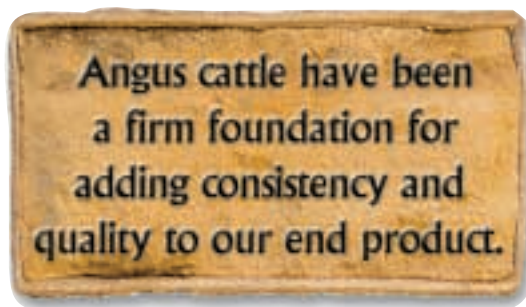 Angus cattle have been
a firm foundation for
adding consistency and
quality to our end product.